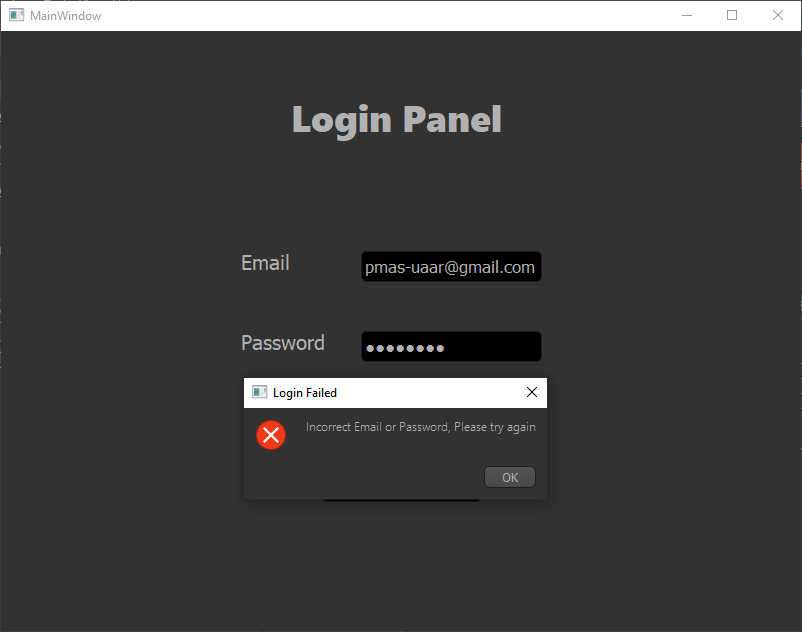 MainWindow
Login Panel
Email
pmas-uaar@gmail.com
Password
●●●●●●●●
Login Failed
Incorrect Email or Password, Please try again
OK